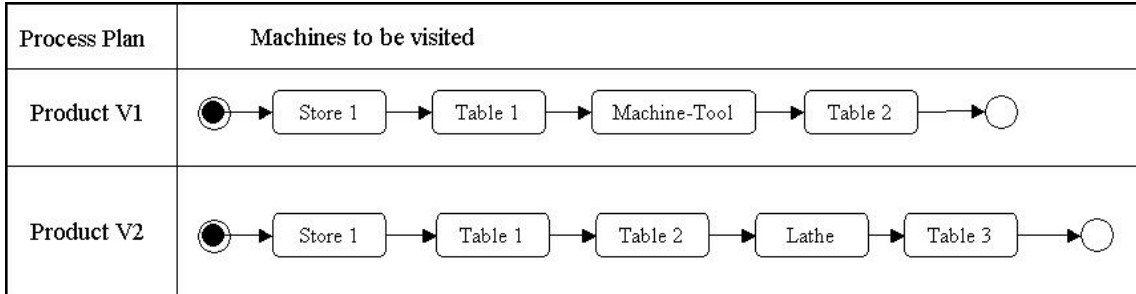 Process Plan
Machines to be visited
Product V1
Store 1
Table 1
Machine-Tool
Table 2
Product V2
Store 1
Table 1
Table 2
Lathe
Table 3